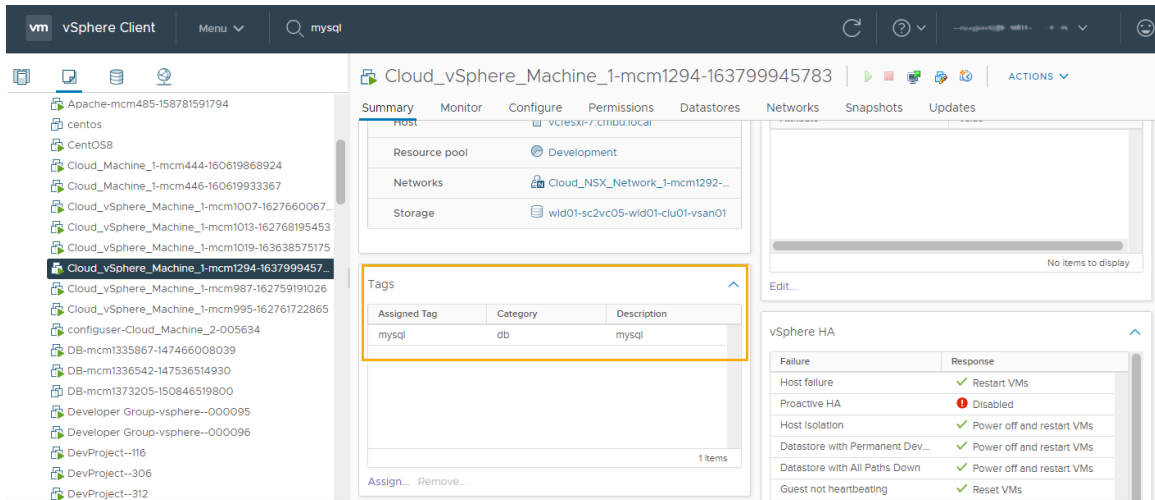 vm vSphere Client Menu mysql
Apache-mcm485-158781591794
centos
CentOS8
Cloud_Machine_1-mcm444-160619868924
Cloud_Machine_1-mcm446-160619933367
Cloud_vSphere_Machine_1-mcm1007-1627660067...
Cloud_vSphere_Machine_1-mcm1013-162768195453
Cloud_vSphere_Machine_1-mcm1019-163638575175
Cloud_vSphere_Machine_1-mcm1294-1637999457...
Cloud_vSphere_Machine_1-mcm987-162759191026
Cloud_vSphere_Machine_1-mcm995-162761722865
configuser-Cloud_Machine_2-005634
DB-mcm1335867-147466008039
DB-mcm1336542-147536514930
DB-mcm1373205-150846519800
Developer Group-vsphere--000095
Developer Group-vsphere--000096
DevProject--116
DevProject--306
DevProject--312
Cloud_vSphere_Machine_1-mcm1294-163799945783 ACTIONS
Summary Monitor Configure Permissions Datastores Networks Snapshots Updates
Host vcfesxi-7.cmbu.local
Resource pool Development
Networks Cloud_NSX_Network_1-mcm1292-...
Storage wld01-sc2vc05-wld01-clu01-vsan01
Tags
Assigned Tag Category Description
mysql db mysql
1 items
Assign... Remove...
Attribute Value
No items to display
Edit...
vSphere HA
Failure Response
Host failure Restart VMs
Proactive HA Disabled
Host Isolation Power off and restart VMs
Datastore with Permanent Dev... Power off and restart VMs
Datastore with All Paths Down Power off and restart VMs
Guest not heartbeating Reset VMs